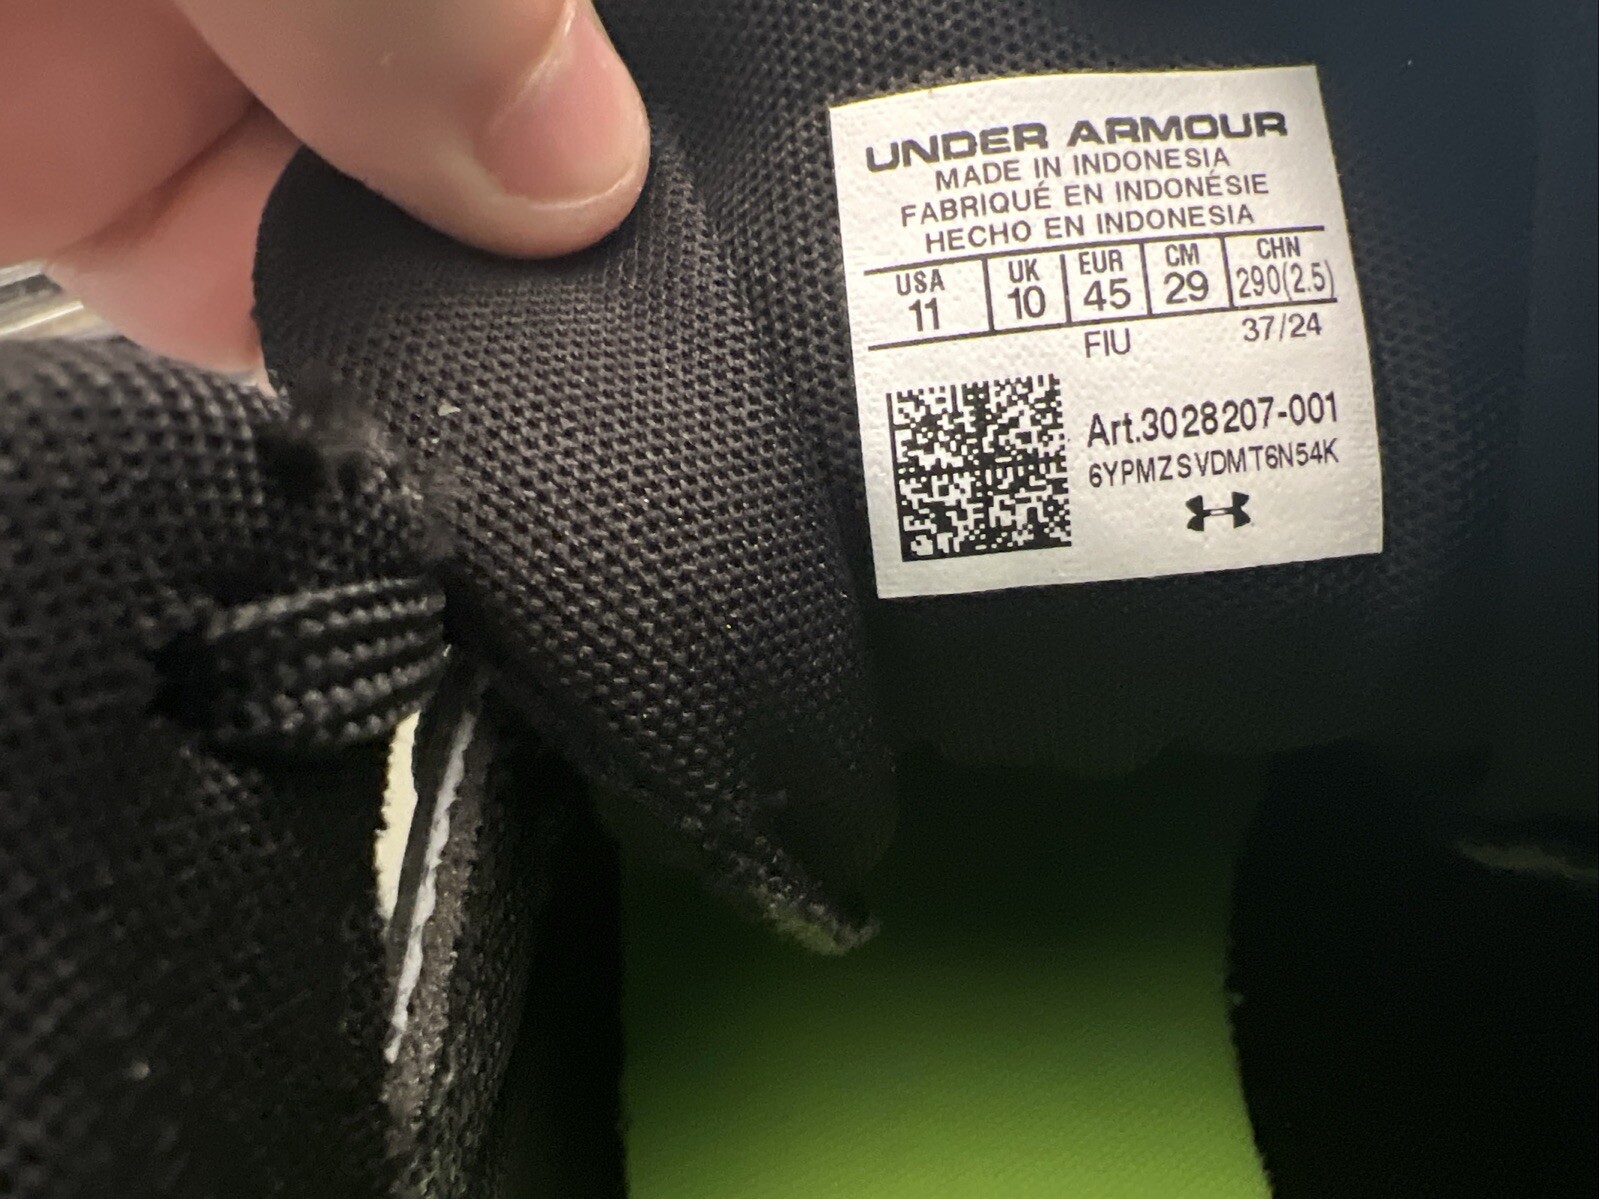 UNDER ARMOUR
MADE IN INDONESIA
FABRIQUÉ EN INDONÉSIE
HECHO EN INDONESIA
USA UK EUR CM CHN
11 10 45 29 290(2.5)
FIU 37/24
Art.3028207-001
6YPMZSVDMT6N54K